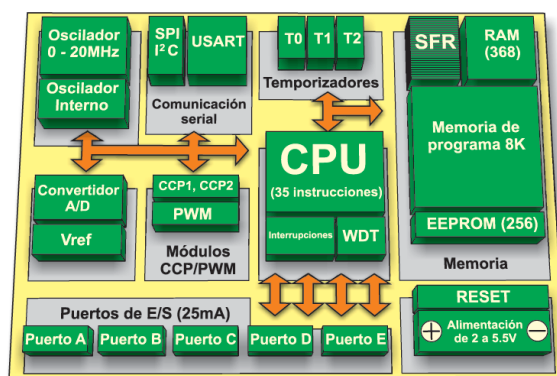 Oscilador
0 - 20MHz
Oscilador
Interno
SPI
I²C
USART
Comunicación
serial
T0
T1
T2
Temporizadores
SFR
RAM
(368)
Memoria de
programa 8K
EEPROM (256)
Memoria
CPU
(35 instrucciones)
Interrupciones
WDT
Convertidor
A/D
Vref
CCP1, CCP2
PWM
Módulos
CCP/PWM
Puertos de E/S (25mA)
Puerto A
Puerto B
Puerto C
Puerto D
Puerto E
RESET
+
Alimentación
de 2 a 5.5V
−